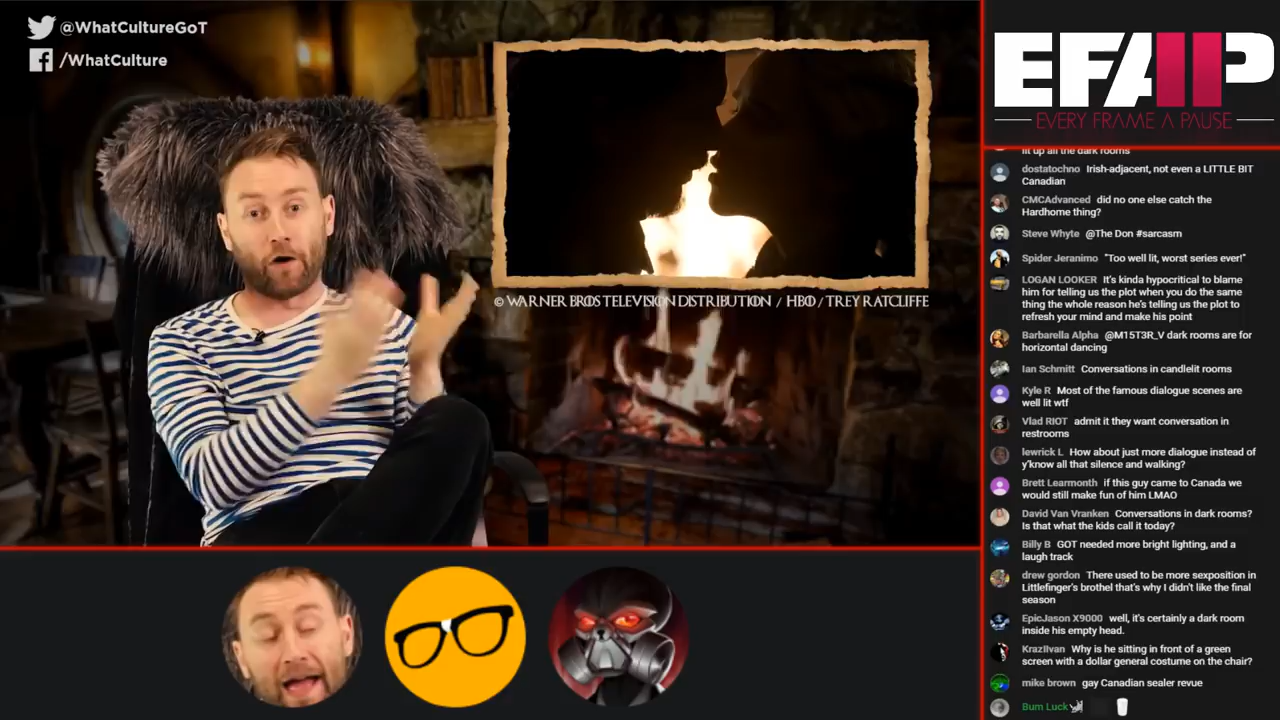 @WhatCultureGoT
/WhatCulture
© WARNER BROS TELEVISION DISTRIBUTION / HBO / TREY RATCLIFFE
EFAP
EVERY FRAME A PAUSE
lit up all the dark rooms
dostatochno Irish-adjacent, not even a LITTLE BIT
Canadian
CMCAdvanced did no one else catch the
Hardhome thing?
Steve Whyte @The Don #sarcasm
Spider Jeranimo "Too well lit, worst series ever!"
LOGAN LOOKER It's kinda hypocritical to blame
him for telling us the plot when you do the same
thing the whole reason he's telling us the plot to
refresh your mind and make his point
Barbarella Alpha @M15T3R_V dark rooms are for
horizontal dancing
Ian Schmitt Conversations in candlelit rooms
Kyle R Most of the famous dialogue scenes are
well lit wtf
Vlad RIOT admit it they want conversation in
restrooms
lewrick L How about just more dialogue instead of
y'know all that silence and walking?
Brett Learmonth if this guy came to Canada we
would still make fun of him LMAO
David Van Vranken Conversations in dark rooms?
Is that what the kids call it today?
Billy B GOT needed more bright lighting, and a
laugh track
drew gordon There used to be more sexposition in
Littlefinger's brothel that's why I didn't like the final
season
EpicJason X9000 well, it's certainly a dark room
inside his empty head.
KrazIIvan Why is he sitting in front of a green
screen with a dollar general costume on the chair?
mike brown gay Canadian sealer revue
Bum Luck